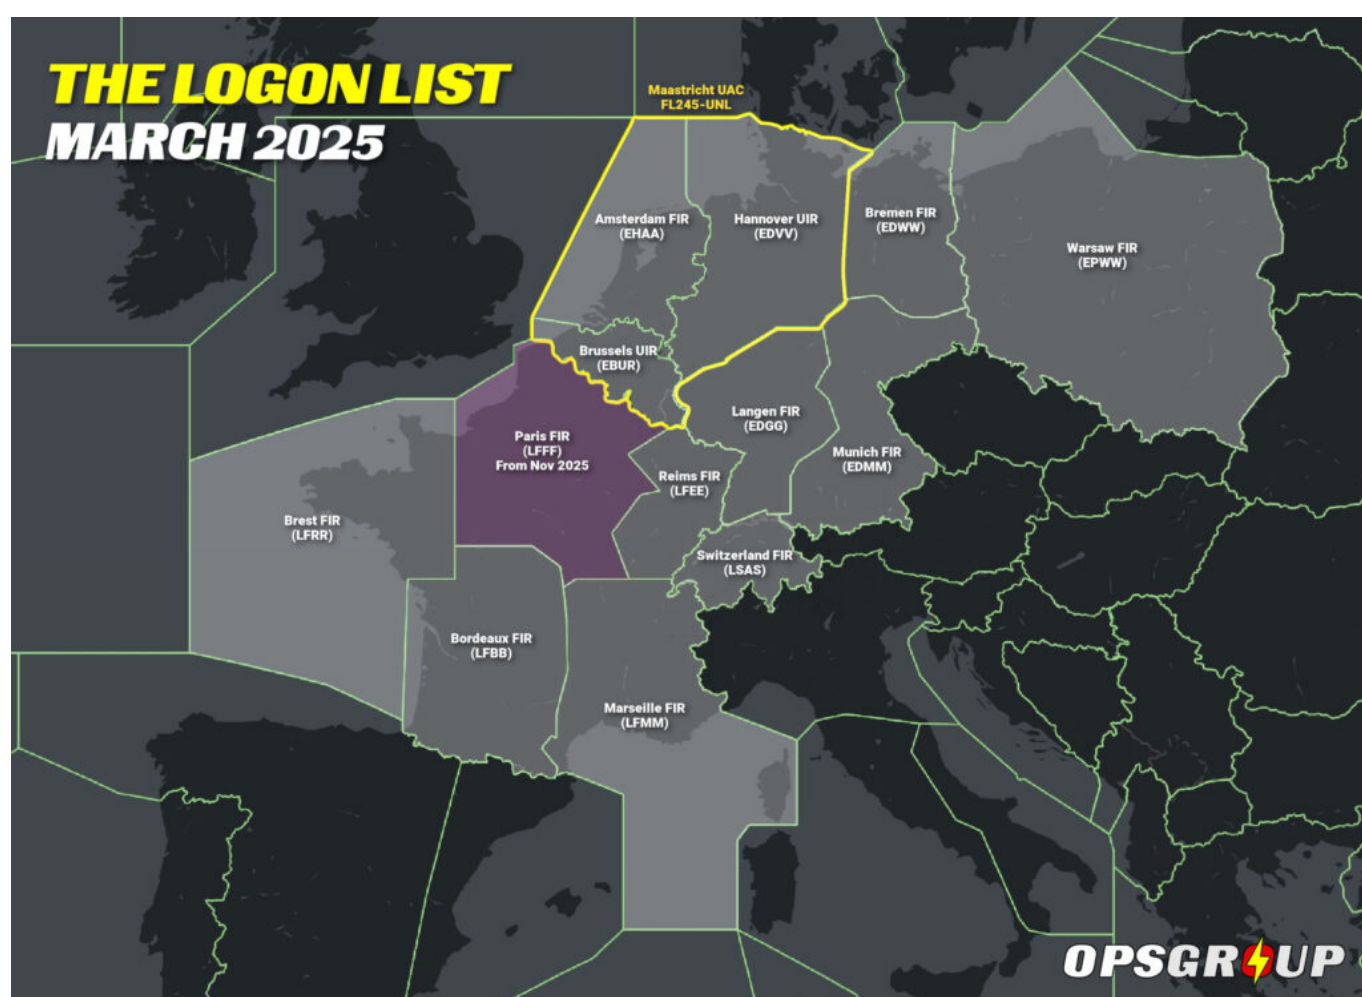 THE LOGON LIST
MARCH 2025
Maastricht UAC
FL245-UNL
Amsterdam FIR
(EHAA)
Hannover UIR
(EDVV)
Bremen FIR
(EDWW)
Warsaw FIR
(EPWW)
Brussels UIR
(EBUR)
Langen FIR
(EDGG)
Paris FIR
(LFFF)
From Nov 2025
Munich FIR
(EDMM)
Reims FIR
(LFEE)
Brest FIR
(LFRR)
Switzerland FIR
(LSAS)
Bordeaux FIR
(LFBB)
Marseille FIR
(LFMM)
OPSGROUP